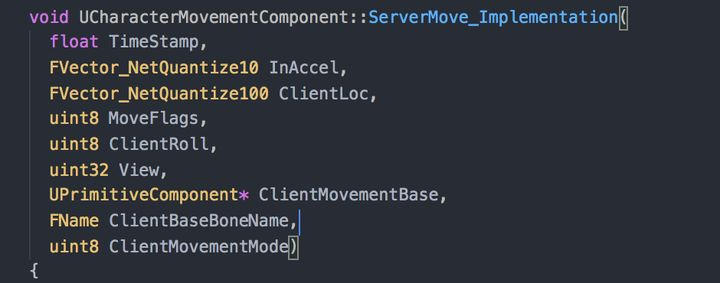 void UCharacterMovementComponent::ServerMove_Implementation(
float TimeStamp,
FVector_NetQuantize10 InAccel,
FVector_NetQuantize100 ClientLoc,
uint8 MoveFlags,
uint8 ClientRoll,
uint32 View,
UPrimitiveComponent* ClientMovementBase,
FName ClientBaseBoneName,
uint8 ClientMovementMode)
{